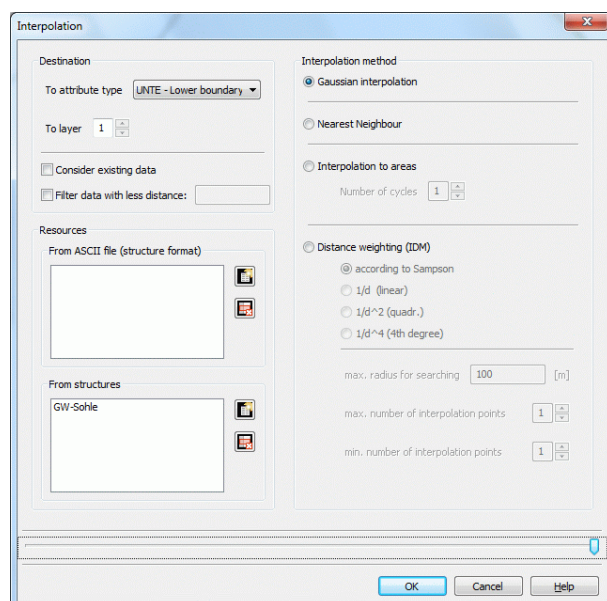 Interpolation
Destination
To attribute type UNTE - Lower boundary
To layer 1
Consider existing data
Filter data with less distance:
Resources
From ASCII file (structure format)
From structures
GW-Sohle
Interpolation method
Gaussian interpolation
Nearest Neighbour
Interpolation to areas
Number of cycles 1
Distance weighting (IDM)
according to Sampson
1/d (linear)
1/d^2 (quadr.)
1/d^4 (4th degree)
max. radius for searching 100 [m]
max. number of interpolation points 1
min. number of interpolation points 1
OK Cancel Help